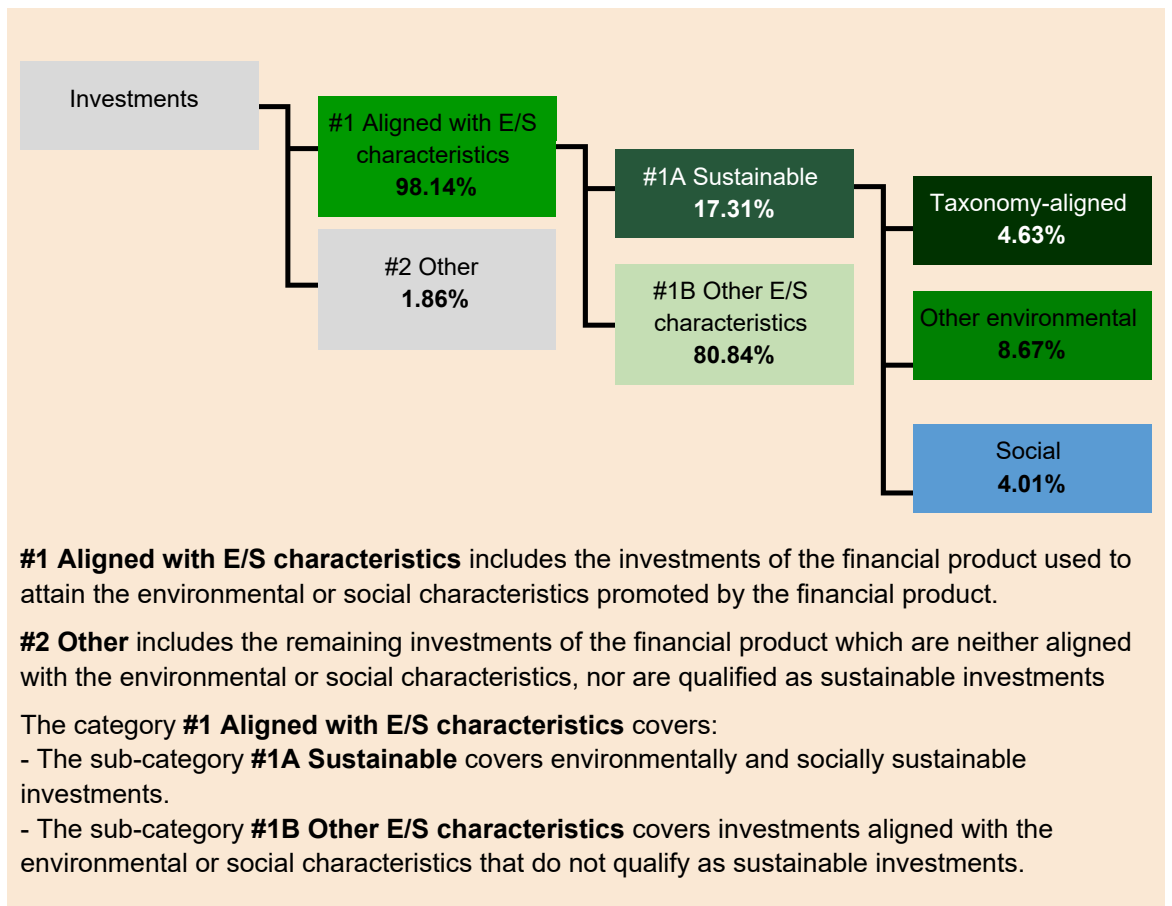 Investments
#1 Aligned with E/S
characteristics
98.14%
#2 Other
1.86%
#1A Sustainable
17.31%
#1B Other E/S
characteristics
80.84%
Taxonomy-aligned
4.63%
Other environmental
8.67%
Social
4.01%
#1 Aligned with E/S characteristics includes the investments of the financial product used to
attain the environmental or social characteristics promoted by the financial product.
#2 Other includes the remaining investments of the financial product which are neither aligned
with the environmental or social characteristics, nor are qualified as sustainable investments
The category #1 Aligned with E/S characteristics covers:
- The sub-category #1A Sustainable covers environmentally and socially sustainable
investments.
- The sub-category #1B Other E/S characteristics covers investments aligned with the
environmental or social characteristics that do not qualify as sustainable investments.